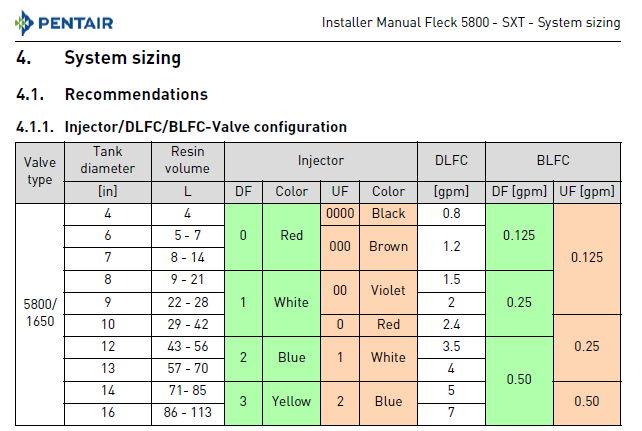 PENTAIR
Installer Manual Fleck 5800 - SXT - System sizing
4. System sizing
4.1. Recommendations
4.1.1. Injector/DLFC/BLFC-Valve configuration
Valve type | Tank diameter | Resin volume | Injector | DLFC | BLFC
[in] | L | DF | Color | UF | Color | [gpm] | DF [gpm] | UF [gpm]
5800/1650 | 4 | 4 | 0 | Red | 0000 | Black | 0.8 | 0.125 | 0.125
6 | 5 - 7 | 000 | Brown | 1.2
7 | 8 - 14
8 | 9 - 21 | 1 | White | 00 | Violet | 1.5 | 0.25
9 | 22 - 28 | 2
10 | 29 - 42 | 0 | Red | 2.4 | 0.25
12 | 43 - 56 | 2 | Blue | 1 | White | 3.5 | 0.50
13 | 57 - 70 | 4
14 | 71- 85 | 3 | Yellow | 2 | Blue | 5 | 0.50
16 | 86 - 113 | 7